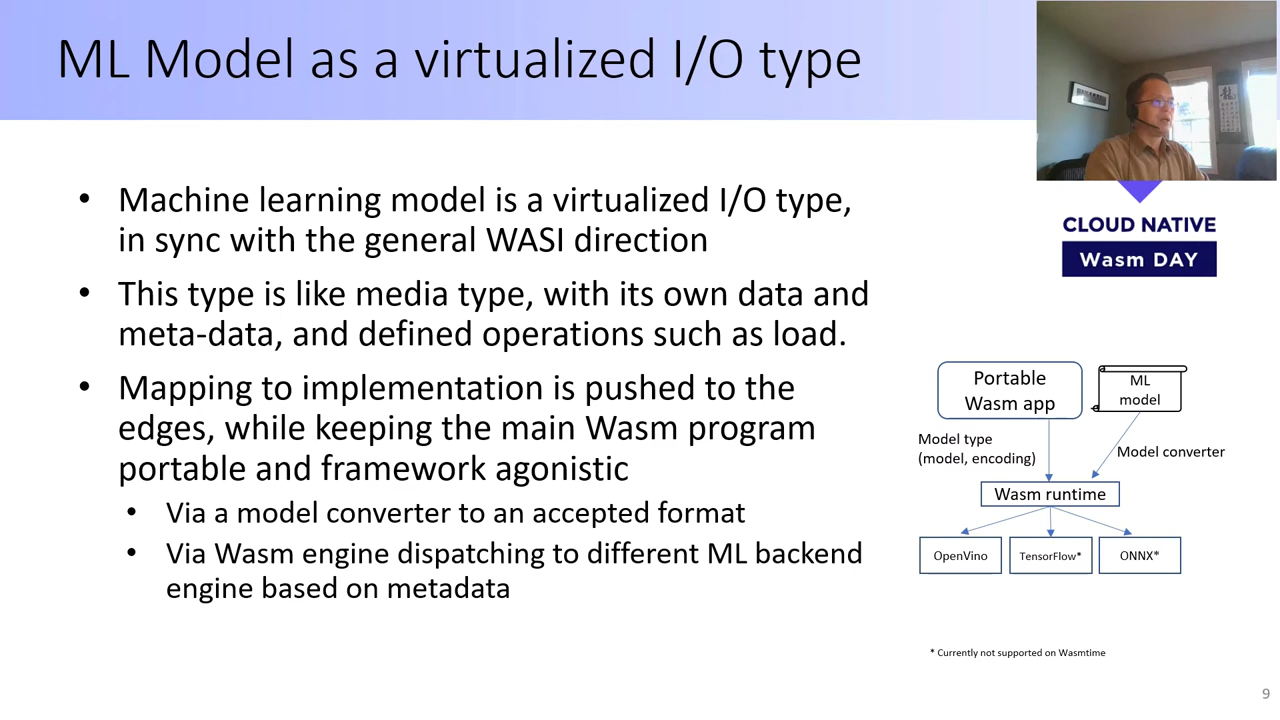 ML Model as a virtualized I/O type
• Machine learning model is a virtualized I/O type,
in sync with the general WASI direction
• This type is like media type, with its own data and
meta-data, and defined operations such as load.
• Mapping to implementation is pushed to the
edges, while keeping the main Wasm program
portable and framework agonistic
• Via a model converter to an accepted format
• Via Wasm engine dispatching to different ML backend
engine based on metadata
CLOUD NATIVE
Wasm DAY
Portable
Wasm app
ML
model
Model type
(model, encoding)
Model converter
Wasm runtime
OpenVino
TensorFlow*
ONNX*
* Currently not supported on Wasmtime
9